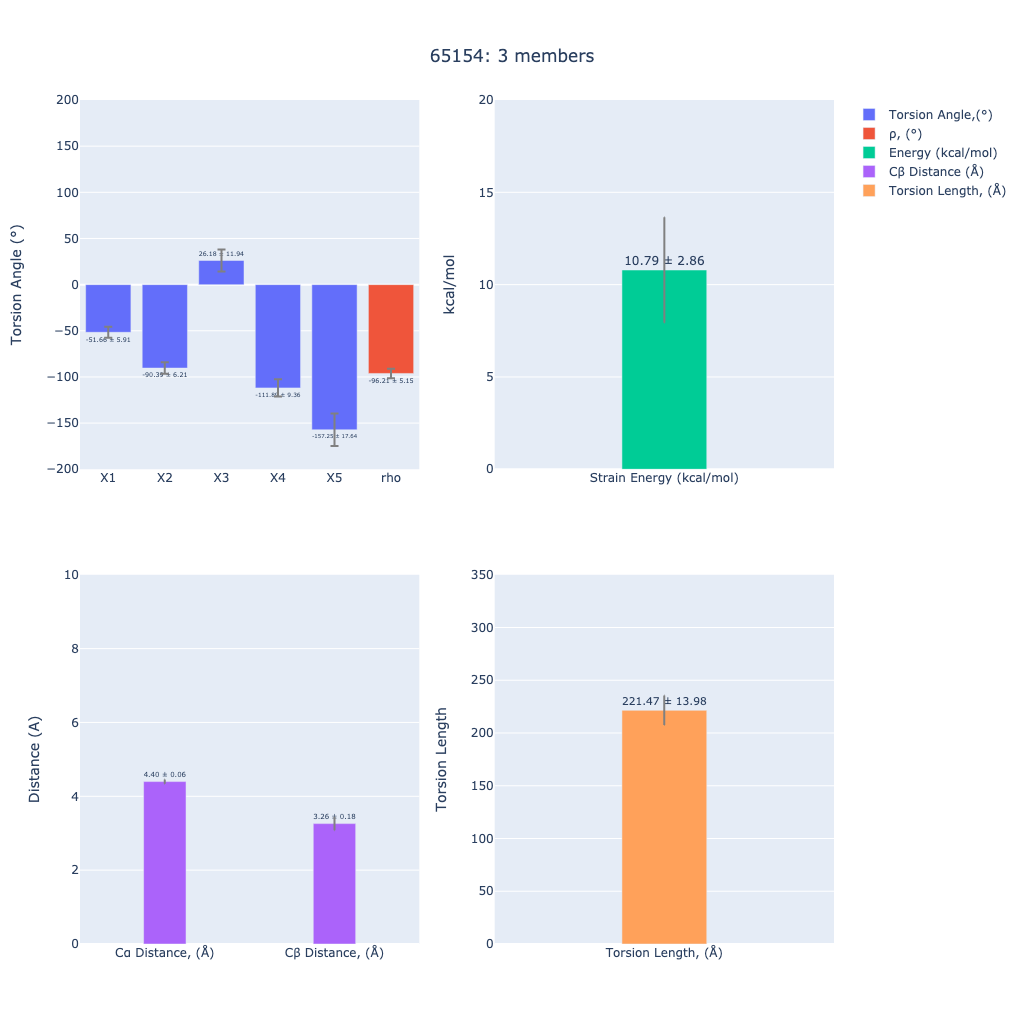 65154: 3 members
Torsion Angle (°)
200
150
100
50
0
−50
−100
−150
−200
26.18 ± 11.94
-96.21 ± 5.15
-157.25 ± 17.64
X1
X2
X3
X4
X5
rho
kcal/mol
20
15
10
5
0
10.79 ± 2.86
Strain Energy (kcal/mol)
Torsion Angle,(°)
ρ, (°)
Energy (kcal/mol)
Cβ Distance (Å)
Torsion Length, (Å)
Distance (A)
10
8
6
4
2
0
4.40 ± 0.06
3.26 ± 0.18
Cα Distance, (Å)
Cβ Distance, (Å)
Torsion Length
350
300
250
200
150
100
50
0
221.47 ± 13.98
Torsion Length, (Å)